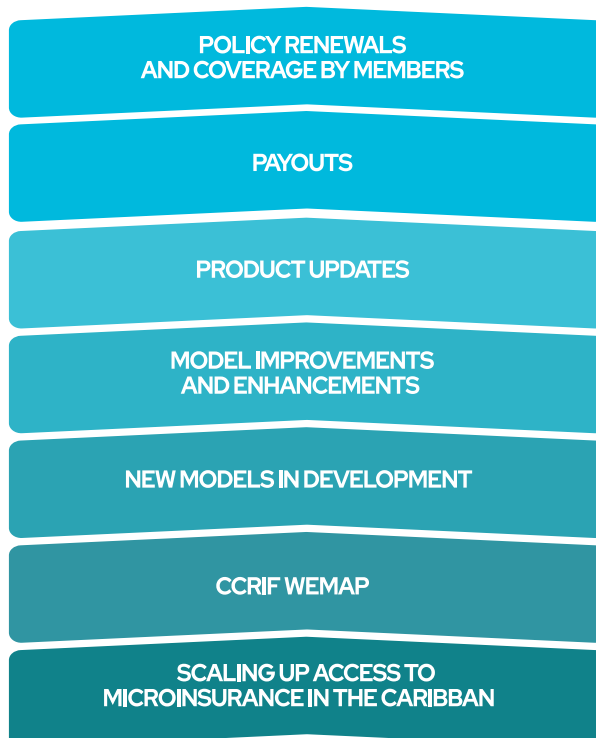 POLICY RENEWALS
AND COVERAGE BY MEMBERS
PAYOUTS
PRODUCT UPDATES
MODEL IMPROVEMENTS
AND ENHANCEMENTS
NEW MODELS IN DEVELOPMENT
CCRIF WEMAP
SCALING UP ACCESS TO
MICROINSURANCE IN THE CARIBBAN